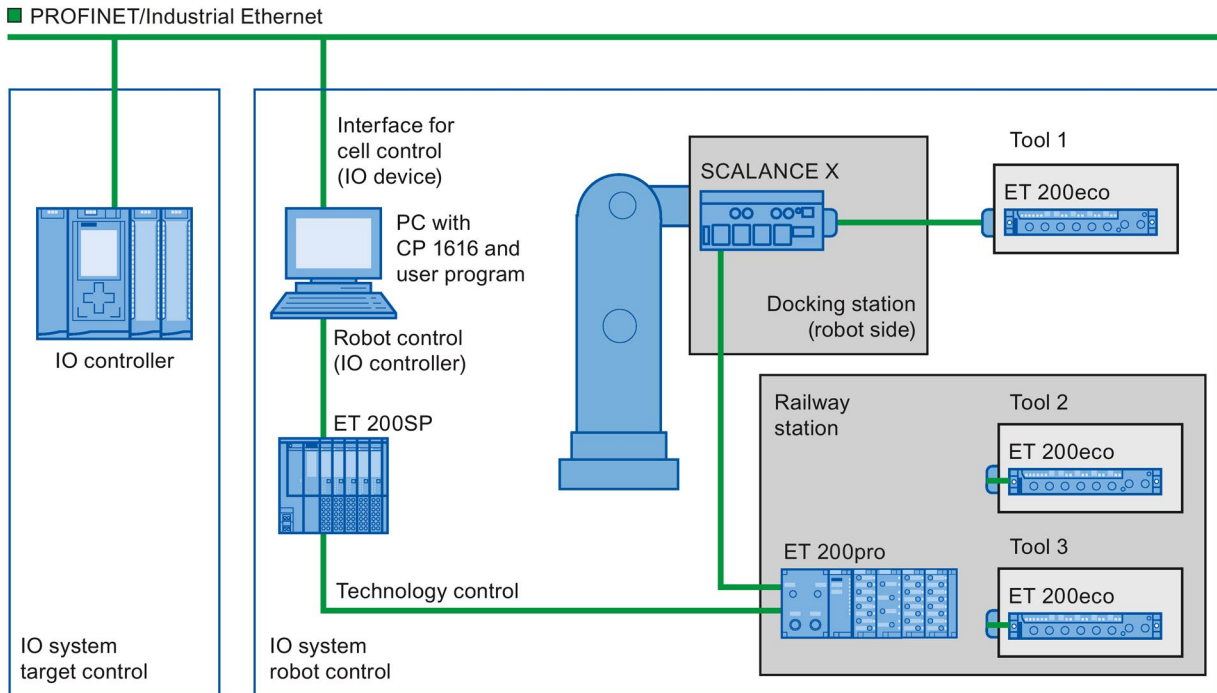 PROFINET/Industrial Ethernet
Interface for
cell control
(IO device)
PC with
CP 1616 and
user program
IO controller
Robot control
(IO controller)
ET 200SP
Technology control
IO system
target control
IO system
robot control
SCALANCE X
Docking station
(robot side)
Tool 1
ET 200eco
Railway
station
Tool 2
ET 200eco
ET 200pro
Tool 3
ET 200eco